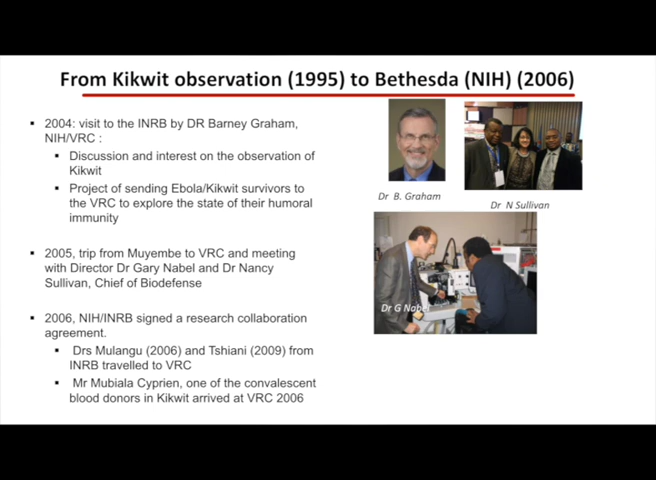 From Kikwit observation (1995) to Bethesda (NIH) (2006)
▪ 2004: visit to the INRB by DR Barney Graham,
NIH/VRC :
▪ Discussion and interest on the observation of
Kikwit
▪ Project of sending Ebola/Kikwit survivors to
the VRC to explore the state of their humoral
immunity
▪ 2005, trip from Muyembe to VRC and meeting
with Director Dr Gary Nabel and Dr Nancy
Sullivan, Chief of Biodefense
▪ 2006, NIH/INRB signed a research collaboration
agreement.
▪ Drs Mulangu (2006) and Tshiani (2009) from
INRB travelled to VRC
▪ Mr Mubiala Cyprien, one of the convalescent
blood donors in Kikwit arrived at VRC 2006
Dr B. Graham
Dr N Sullivan
Dr G Nabel